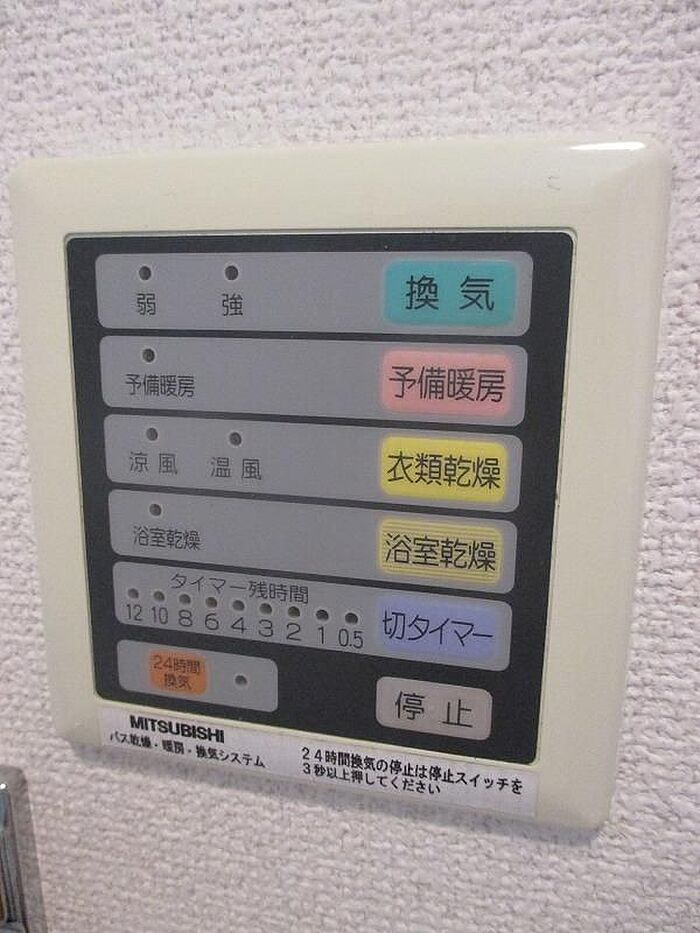 弱 強 換気
予備暖房 予備暖房
涼風 温風 衣類乾燥
浴室乾燥 浴室乾燥
タイマー残時間
12 10 8 6 4 3 2 1 0.5 切タイマー
24時間
換気
停止
MITSUBISHI
バス乾燥・暖房・換気システム
24時間換気の停止は停止スイッチを
3秒以上押してください